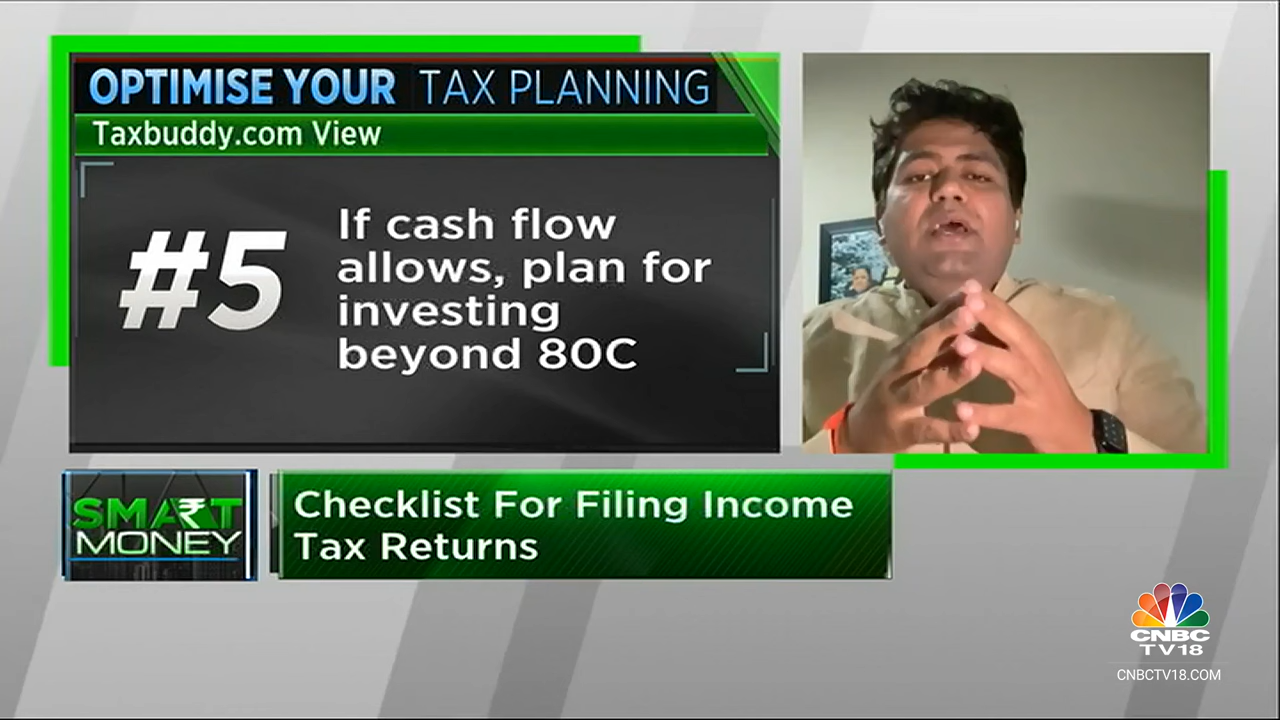 OPTIMISE YOUR TAX PLANNING
Taxbuddy.com View
#5
If cash flow
allows, plan for
investing
beyond 80C
SMA₹T
MONEY
Checklist For Filing Income
Tax Returns
CNBC
TV18
CNBCTV18.COM